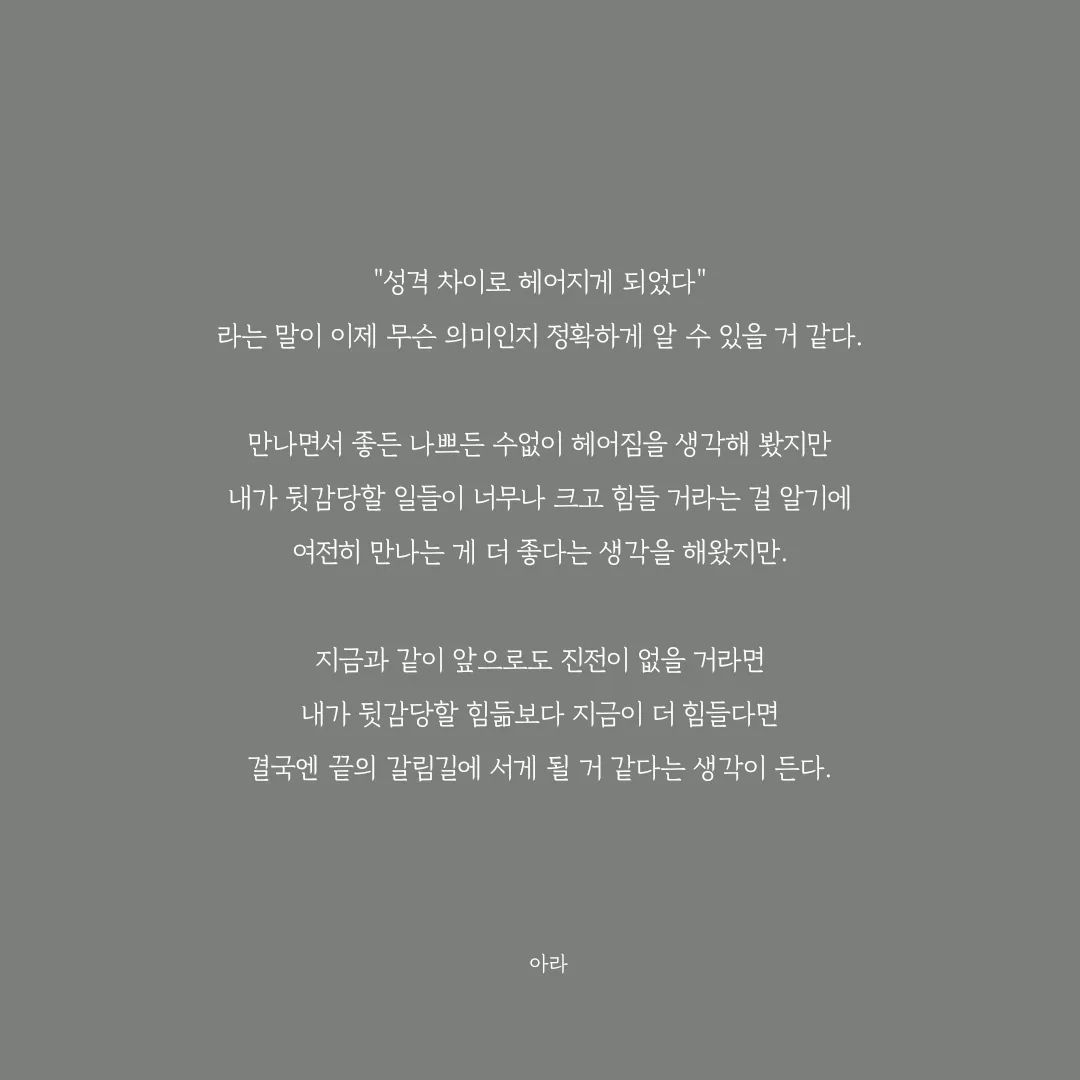 "성격 차이로 헤어지게 되었다"
라는 말이 이제 무슨 의미인지 정확하게 알 수 있을 거 같다.
만나면서 좋든 나쁘든 수없이 헤어짐을 생각해 봤지만
내가 뒷감당할 일들이 너무나 크고 힘들 거라는 걸 알기에
여전히 만나는 게 더 좋다는 생각을 해왔지만.
지금과 같이 앞으로도 진전이 없을 거라면
내가 뒷감당할 힘듦보다 지금이 더 힘들다면
결국엔 끝의 갈림길에 서게 될 거 같다는 생각이 든다.
아라